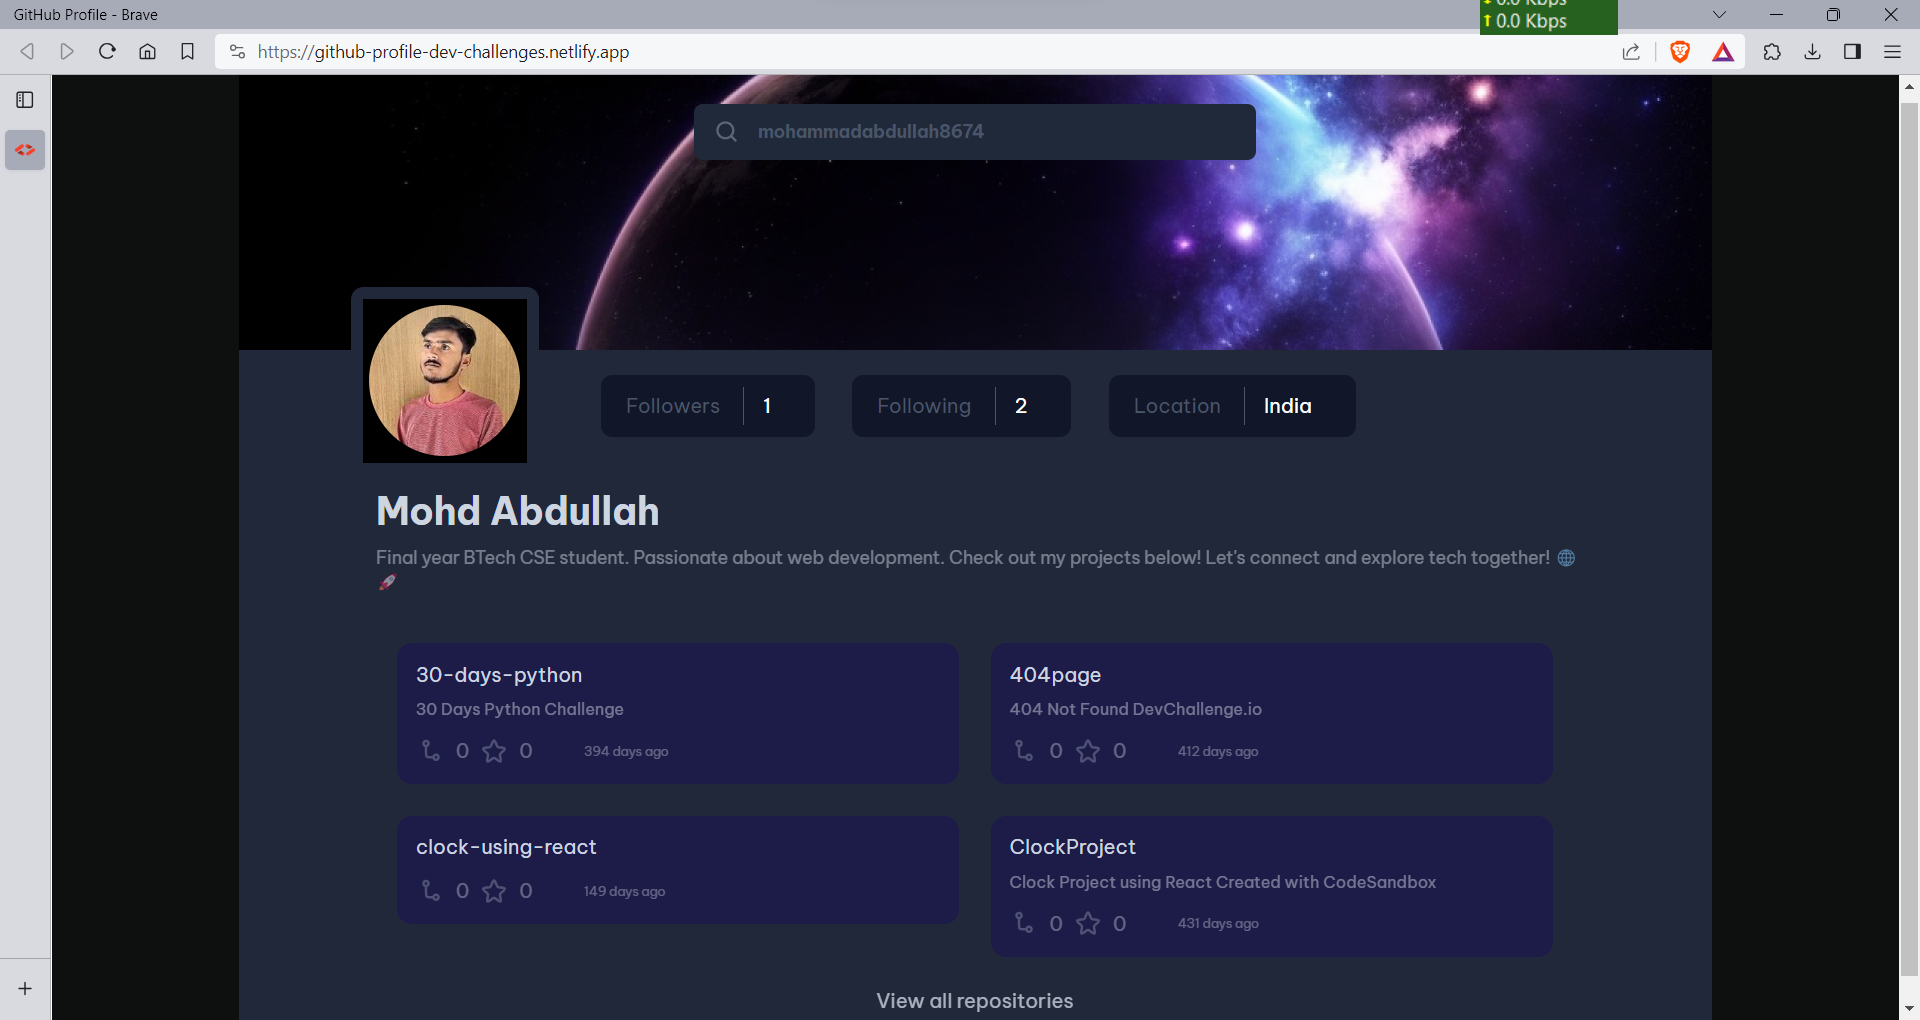 GitHub Profile - Brave
0.0 Kbps
0.0 Kbps
https://github-profile-dev-challenges.netlify.app
mohammadabdullah8674
Followers 1
Following 2
Location India
Mohd Abdullah
Final year BTech CSE student. Passionate about web development. Check out my projects below! Let's connect and explore tech together! 🌐
🚀
30-days-python
30 Days Python Challenge
0 0 394 days ago
404page
404 Not Found DevChallenge.io
0 0 412 days ago
clock-using-react
0 0 149 days ago
ClockProject
Clock Project using React Created with CodeSandbox
0 0 431 days ago
View all repositories